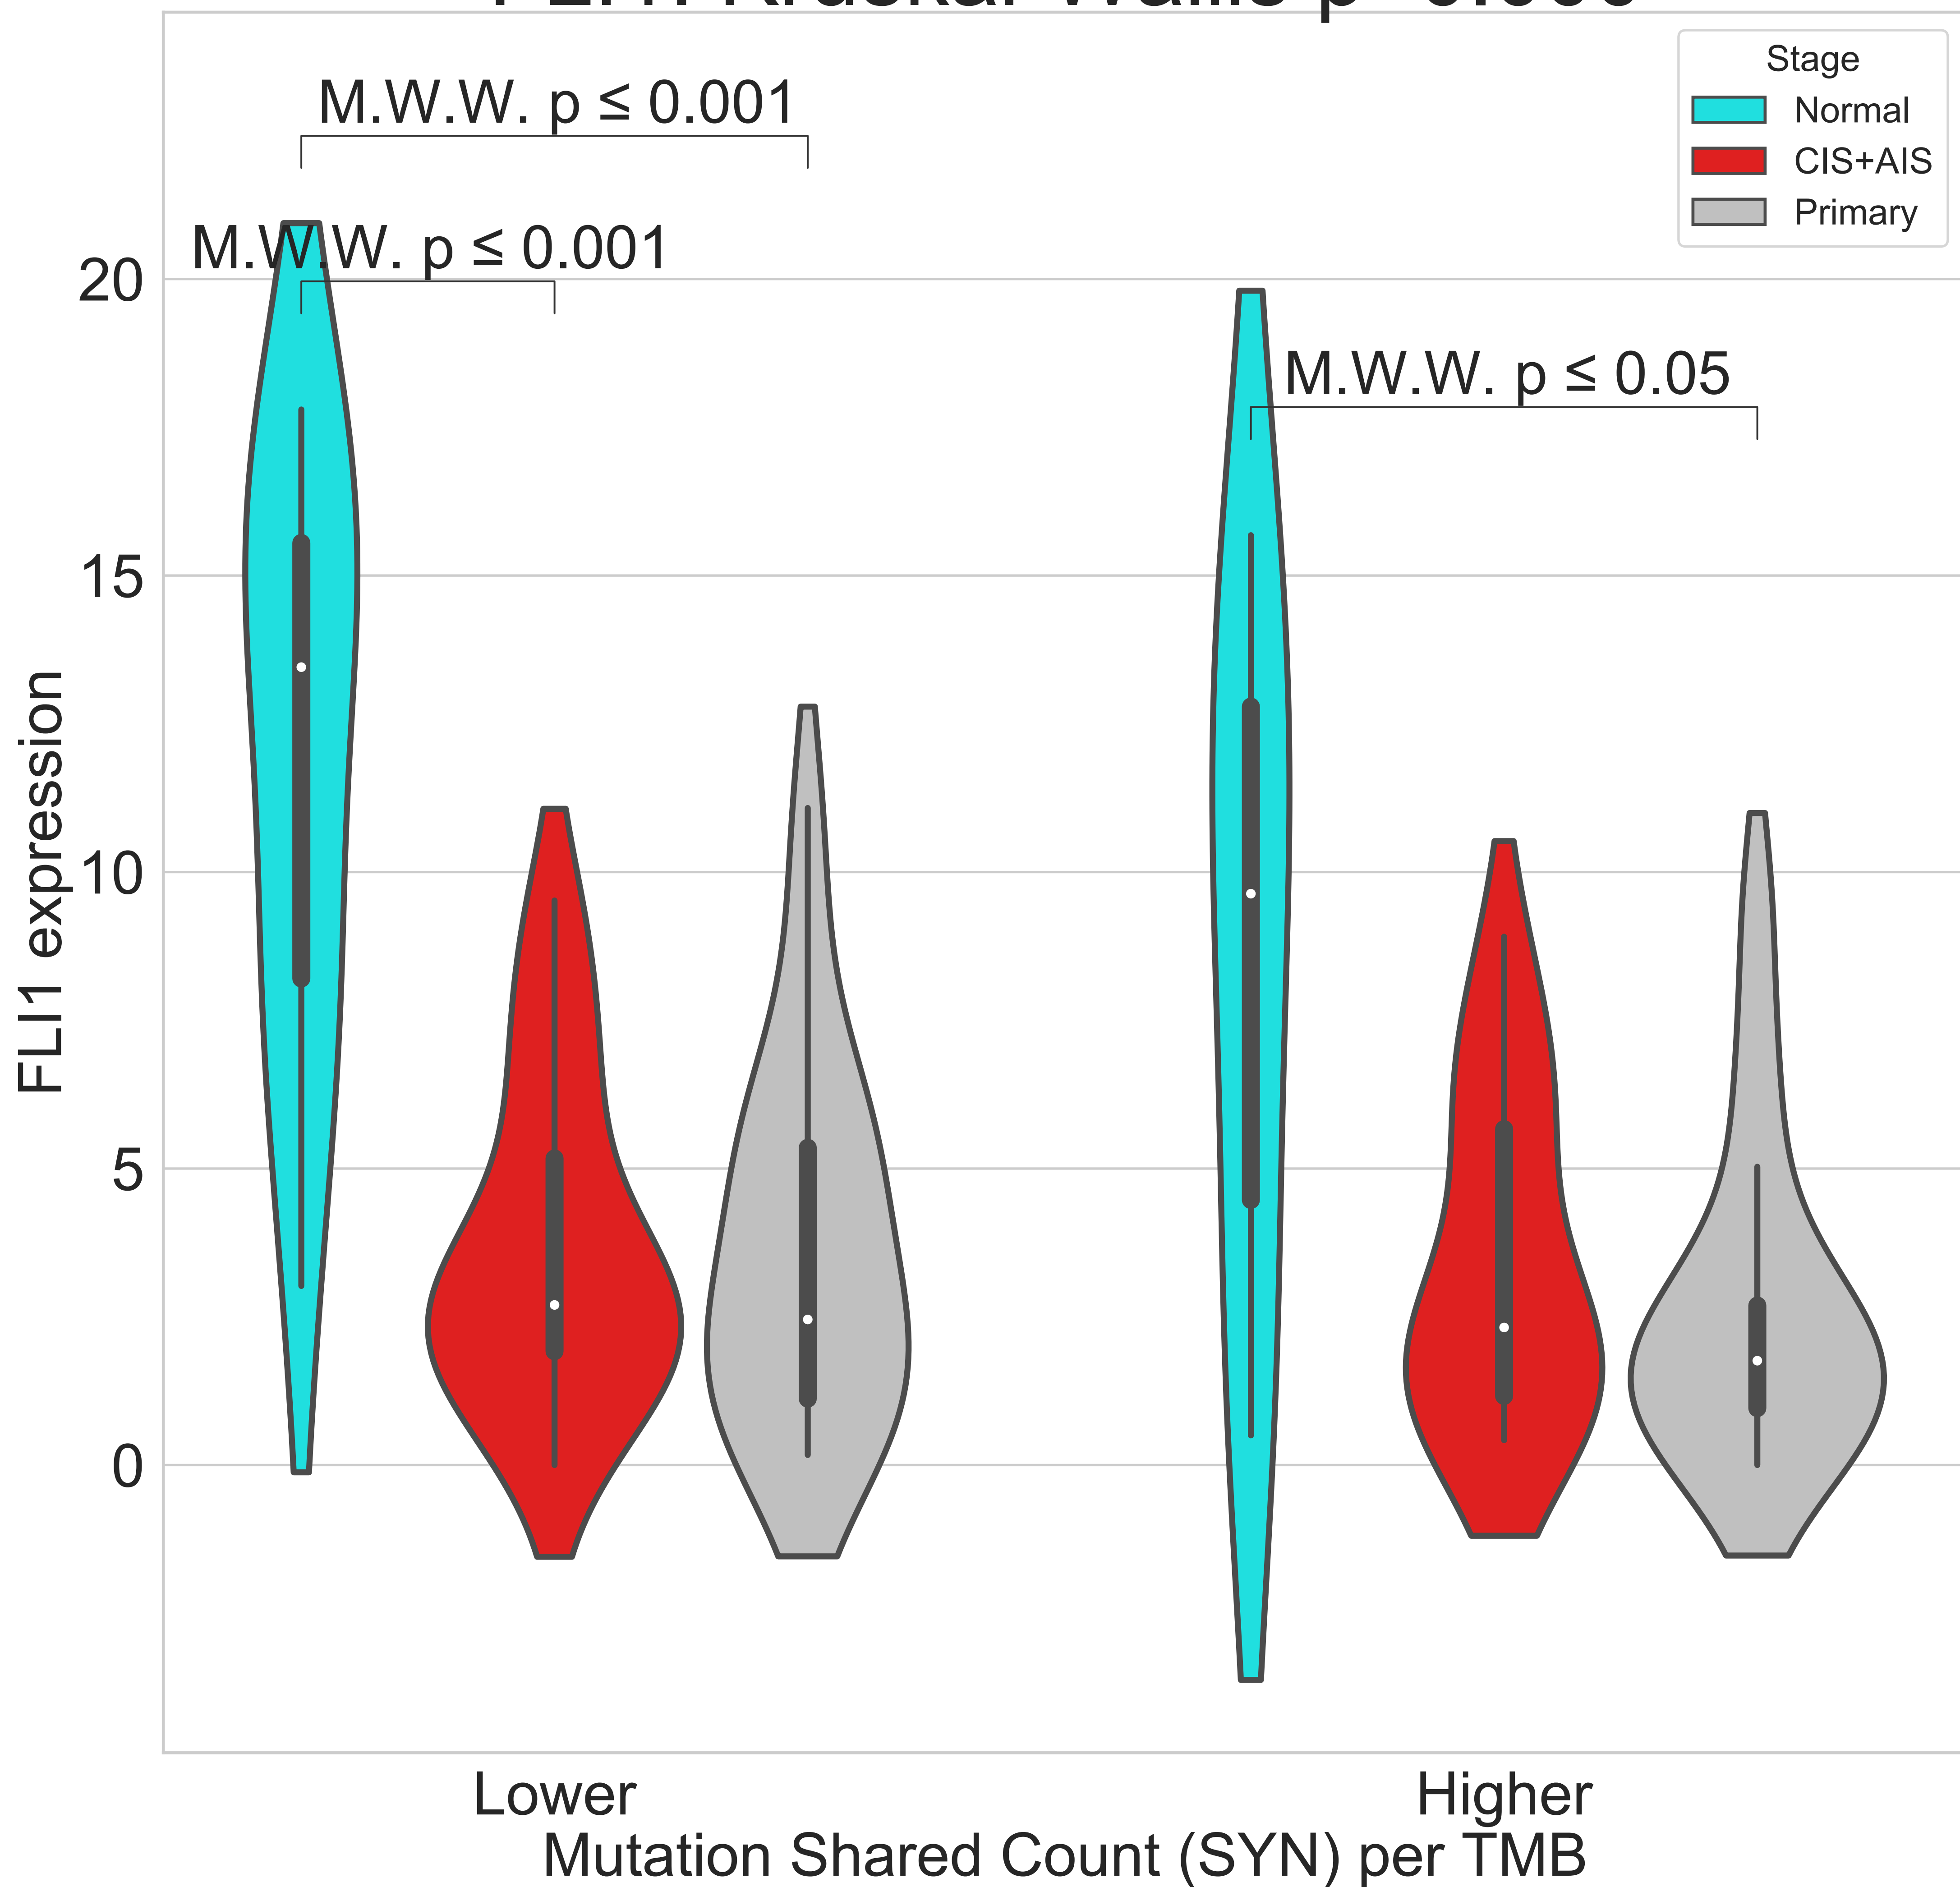 Stage
Normal
CIS+AIS
Primary
M.W.W. p ≤ 0.001
M.W.W. p ≤ 0.001
M.W.W. p ≤ 0.05
20
15
10
5
0
FLI1 expression
Lower
Higher
Mutation Shared Count (SYN) per TMB